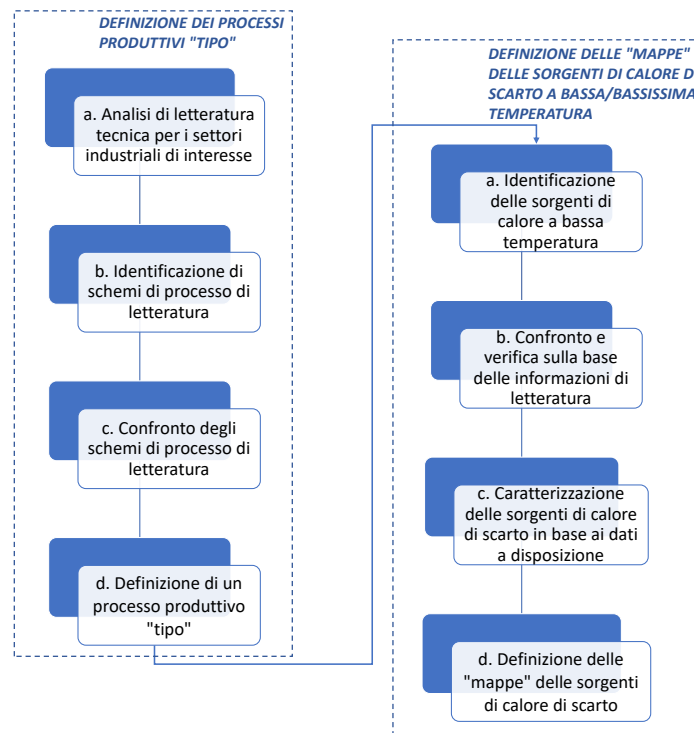 DEFINIZIONE DEI PROCESSI
PRODUTTIVI "TIPO"
a. Analisi di letteratura
tecnica per i settori
industriali di interesse
b. Identificazione di
schemi di processo di
letteratura
c. Confronto degli
schemi di processo di
letteratura
d. Definizione di un
processo produttivo
"tipo"
DEFINIZIONE DELLE "MAPPE"
DELLE SORGENTI DI CALORE D
SCARTO A BASSA/BASSISSIMA
TEMPERATURA
a. Identificazione
delle sorgenti di
calore a bassa
temperatura
b. Confronto e
verifica sulla base
delle informazioni di
letteratura
c. Caratterizzazione
delle sorgenti di calore
di scarto in base ai dati
a disposizione
d. Definizione delle
"mappe" delle sorgenti
di calore di scarto